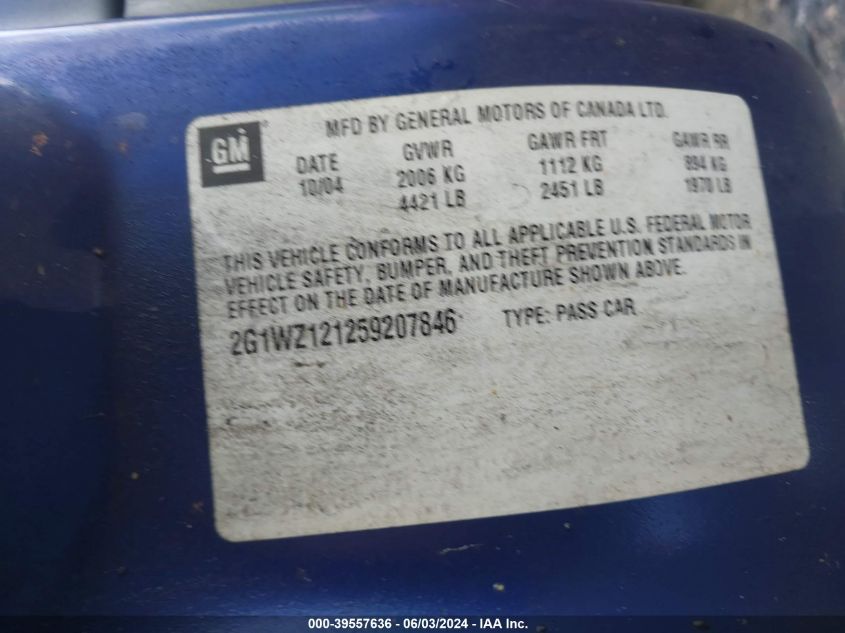 GM
MFD BY GENERAL MOTORS OF CANADA LTD.
DATE GVWR GAWR FRT GAWR RR
10/04 2006 KG 1112 KG 894 KG
4421 LB 2451 LB 1970 LB
THIS VEHICLE CONFORMS TO ALL APPLICABLE U.S. FEDERAL MOTOR
VEHICLE SAFETY, BUMPER, AND THEFT PREVENTION STANDARDS IN
EFFECT ON THE DATE OF MANUFACTURE SHOWN ABOVE.
2G1WZ121259207846 TYPE: PASS CAR
000-39557636 - 06/03/2024 - IAA Inc.